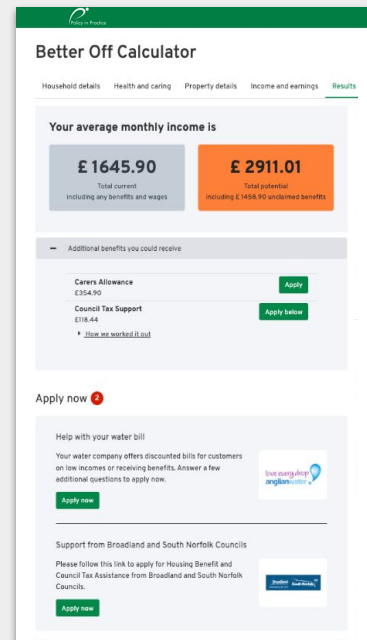 Policy in Practice
Better Off Calculator
Household details Health and caring Property details Income and earnings Results
Your average monthly income is
£ 1645.90
Total current
including any benefits and wages
£ 2911.01
Total potential
including £ 1458.90 unclaimed benefits
Additional benefits you could receive
Carers Allowance
£354.90
Apply
Council Tax Support
£118.44
Apply below
How we worked it out
Apply now 2
Help with your water bill
Your water company offers discounted bills for customers
on low incomes or receiving benefits. Answer a few
additional questions to apply now.
Apply now
love every drop
anglianwater
Support from Broadland and South Norfolk Councils
Please follow this link to apply for Housing Benefit and
Council Tax Assistance from Broadland and South Norfolk
Councils.
Apply now
Broadland
South Norfolk